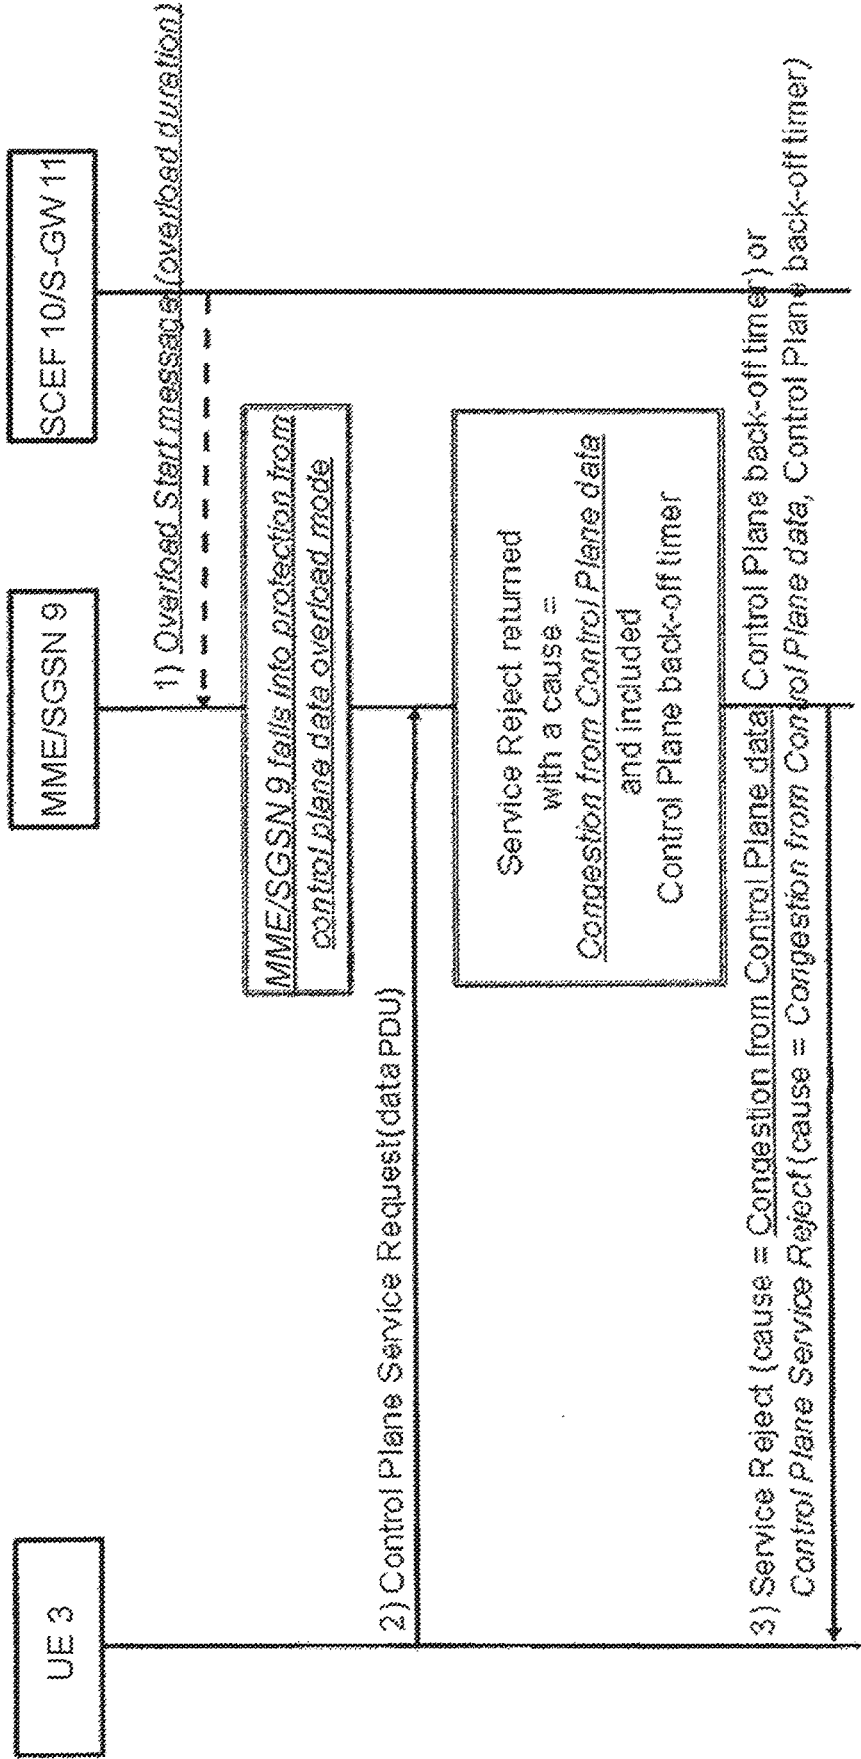 UE 3
MME/SGSN 9
SCEF 10/S-GW 11
1) Overload Start message (overload duration)
MME/SGSN 9 falls into protection from
control plane data overload mode
2) Control Plane Service Request(data PDU)
Service Reject returned
with a cause =
Congestion from Control Plane data
and included
Control Plane back-off timer
3) Service Reject (cause = Congestion from Control Plane data, Control Plane back-off timer) or
Control Plane Service Reject (cause = Congestion from Control Plane data, Control Plane back-off timer)